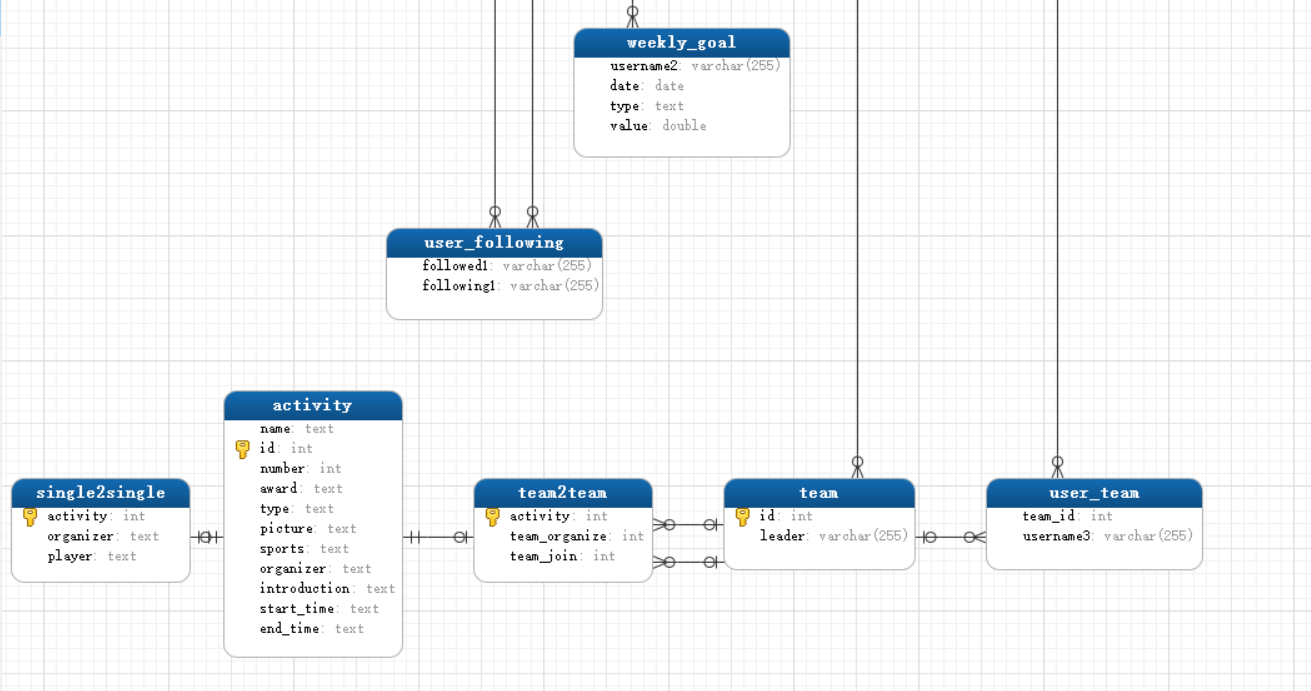 weekly_goal
username2: varchar(255)
date: date
type: text
value: double
user_following
followed1: varchar(255)
following1: varchar(255)
activity
name: text
id: int
number: int
award: text
type: text
picture: text
sports: text
organizer: text
introduction: text
start_time: text
end_time: text
single2single
activity: int
organizer: text
player: text
team2team
activity: int
team_organize: int
team_join: int
team
id: int
leader: varchar(255)
user_team
team_id: int
username3: varchar(255)